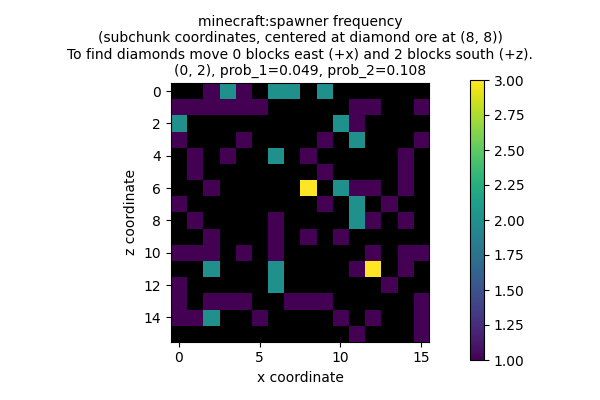 minecraft:spawner frequency
(subchunk coordinates, centered at diamond ore at (8, 8))
To find diamonds move 0 blocks east (+x) and 2 blocks south (+z).
(0, 2), prob_1=0.049, prob_2=0.108
0
2
4
6
8
10
12
14
z coordinate
0 5 10 15
x coordinate
3.00
2.75
2.50
2.25
2.00
1.75
1.50
1.25
1.00